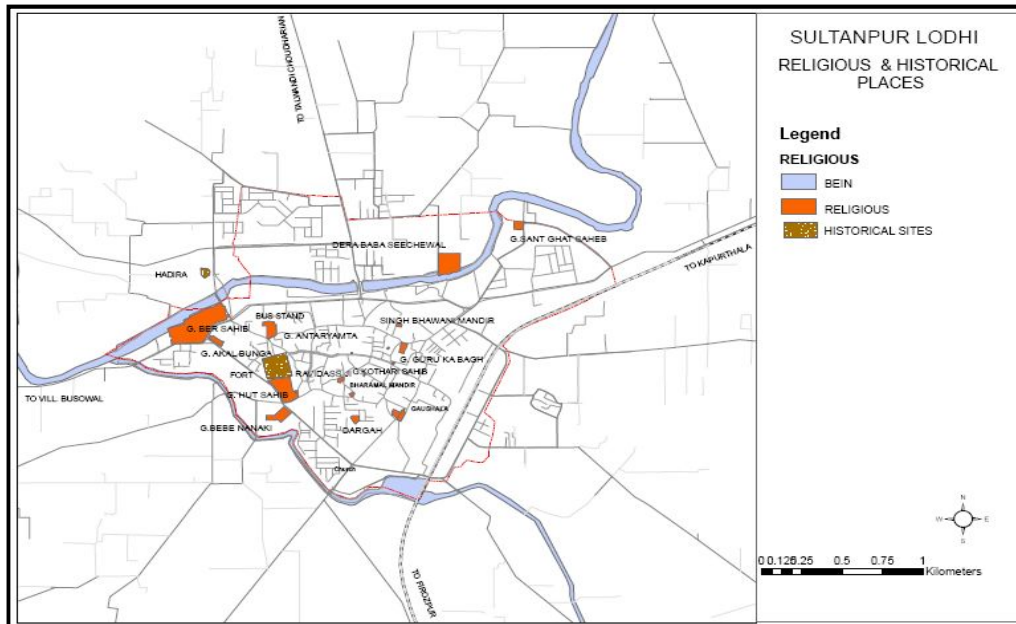 SULTANPUR LODHI
RELIGIOUS & HISTORICAL
PLACES
Legend
RELIGIOUS
BEIN
RELIGIOUS
HISTORICAL SITES
TO TALWANDI CHOUDHARIAN
DERA BABA SEECHEWAL
G.SANT GHAT SAHEB
TO KAPURTHALA
HADIRA
BUS STAND
SINGH BHAWANI MANDIR
G. BER SAHIB
G. ANTARYAMTA
G. AKAL BUNGA
G. GURU KA BAGH
FORT
G.KOTHARI SAHIB
BHARAMAL MANDIR
G. HUT SAHIB
TO VILL. BUSOWAL
GAUSHALA
G.BEBE NANAKI
DARGAH
Church
TO FIROZPUR
N
W
E
S
0 0.125
0.25
0.5
0.75
1
Kilometers